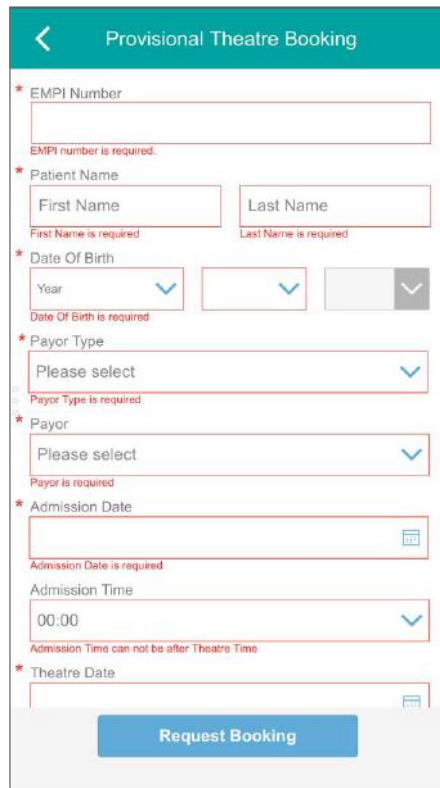 Provisional Theatre Booking
* EMPI Number
EMPI number is required.
* Patient Name
First Name Last Name
First Name is required Last Name is required
* Date Of Birth
Year
Date Of Birth is required
* Payor Type
Please select
Payor Type is required
* Payor
Please select
Payor is required
* Admission Date
Admission Date is required
Admission Time
00:00
Admission Time can not be after Theatre Time
* Theatre Date
Request Booking